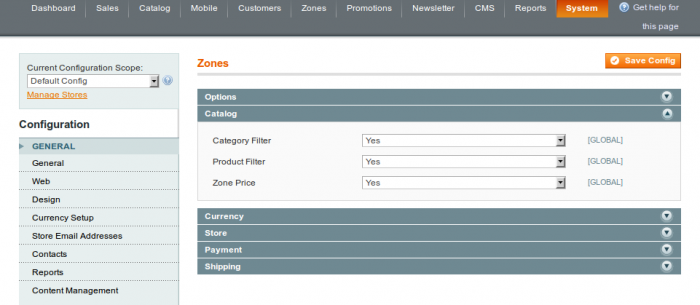 Dashboard Sales Catalog Mobile Customers Zones Promotions Newsletter CMS Reports System Get help for this page
Current Configuration Scope:
Default Config
Manage Stores
Configuration
GENERAL
General
Web
Design
Currency Setup
Store Email Addresses
Contacts
Reports
Content Management
Zones
Save Config
Options
Catalog
Category Filter Yes [GLOBAL]
Product Filter Yes [GLOBAL]
Zone Price Yes [GLOBAL]
Currency
Store
Payment
Shipping